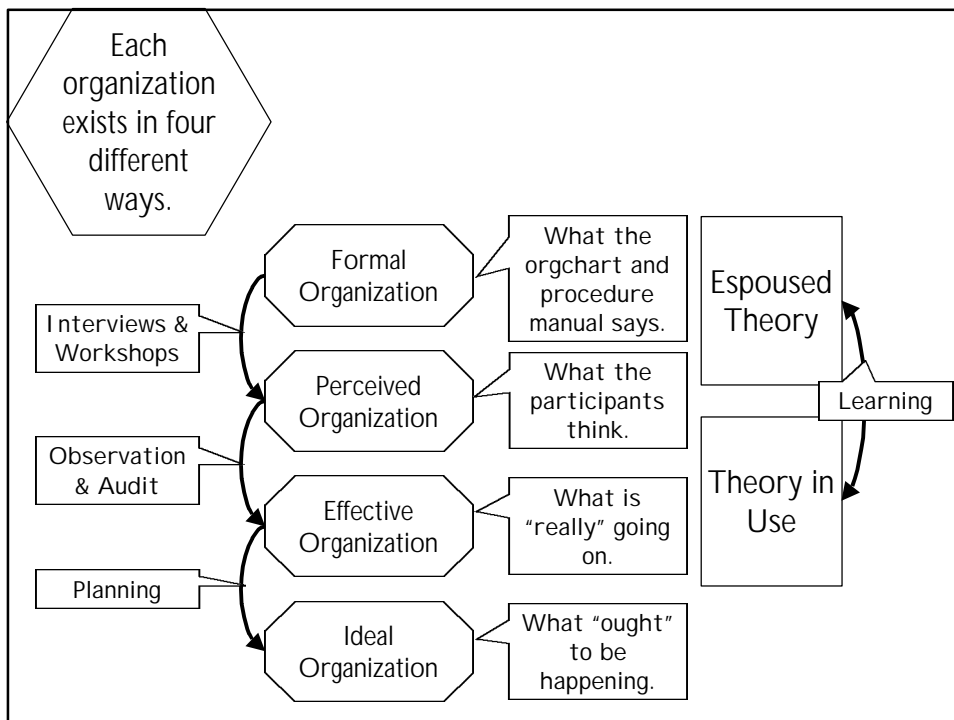 Each
organization
exists in four
different
ways.
Formal
Organization
What the
orgchart and
procedure
manual says.
Espoused
Theory
Interviews &
Workshops
Perceived
Organization
What the
participants
think.
Learning
Observation
& Audit
Effective
Organization
What is
“really” going
on.
Theory in
Use
Planning
Ideal
Organization
What “ought”
to be
happening.